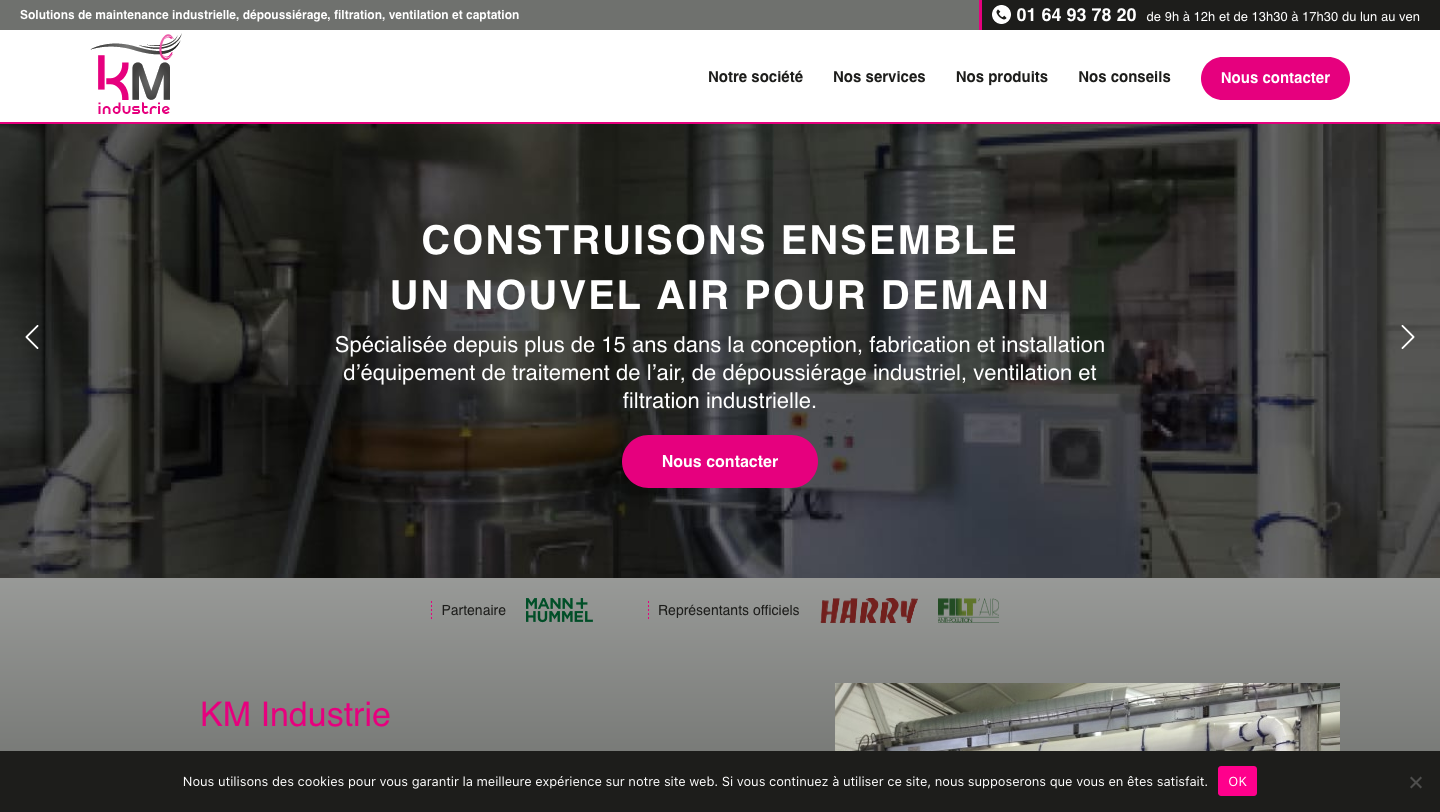 Solutions de maintenance industrielle, dépoussiérage, filtration, ventilation et captation
01 64 93 78 20 de 9h à 12h et de 13h30 à 17h30 du lun au ven
KM
industrie
Notre société
Nos services
Nos produits
Nos conseils
Nous contacter
CONSTRUISONS ENSEMBLE
UN NOUVEL AIR POUR DEMAIN
Spécialisée depuis plus de 15 ans dans la conception, fabrication et installation
d’équipement de traitement de l’air, de dépoussiérage industriel, ventilation et
filtration industrielle.
Nous contacter
Partenaire
MANN+
HUMMEL
Représentants officiels
HARRY
FILT'AIR
KM Industrie
Nous utilisons des cookies pour vous garantir la meilleure expérience sur notre site web. Si vous continuez à utiliser ce site, nous supposerons que vous en êtes satisfait.
OK